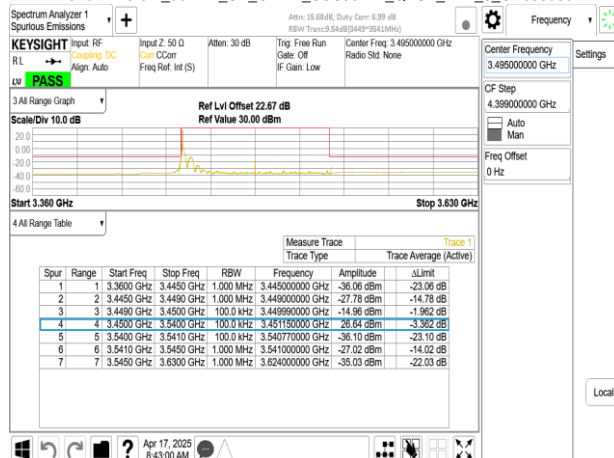 Spectrum Analyzer 1
Spurious Emissions
Attn: 15.68dB, Duty Corr: 6.99 dB
RBW Trans:9.54dB(3449~3541MHz)
Frequency
Settings
KEYSIGHT
RL
LXI PASS
Input: RF
Coupling: DC
Align: Auto
Input Z: 50 Ω
Corr CCorr
Freq Ref: Int (S)
Atten: 30 dB
Trig: Free Run
Gate: Off
IF Gain: Low
Center Freq: 3.495000000 GHz
Radio Std: None
Center Frequency
3.495000000 GHz
CF Step
4.399000000 GHz
Auto
Man
Freq Offset
0 Hz
3 All Range Graph
Scale/Div 10.0 dB
Ref Lvl Offset 22.67 dB
Ref Value 30.00 dBm
20.0
0.00
-20.0
-40.0
-60.0
Start 3.360 GHz
Stop 3.630 GHz
4 All Range Table
Measure Trace Trace 1
Trace Type Trace Average (Active)
Spur Range Start Freq Stop Freq RBW Frequency Amplitude ΔLimit
1 1 3.3600 GHz 3.4450 GHz 1.000 MHz 3.445000000 GHz -36.06 dBm -23.06 dB
2 2 3.4450 GHz 3.4490 GHz 1.000 MHz 3.449000000 GHz -27.78 dBm -14.78 dB
3 3 3.4490 GHz 3.4500 GHz 100.0 kHz 3.449990000 GHz -14.96 dBm -1.962 dB
4 4 3.4500 GHz 3.5400 GHz 100.0 kHz 3.451150000 GHz 26.64 dBm -3.362 dB
5 5 3.5400 GHz 3.5410 GHz 100.0 kHz 3.540770000 GHz -36.10 dBm -23.10 dB
6 6 3.5410 GHz 3.5450 GHz 1.000 MHz 3.541000000 GHz -27.02 dBm -14.02 dB
7 7 3.5450 GHz 3.6300 GHz 1.000 MHz 3.624000000 GHz -35.03 dBm -22.03 dB
Local
Apr 17, 2025
8:43:00 AM